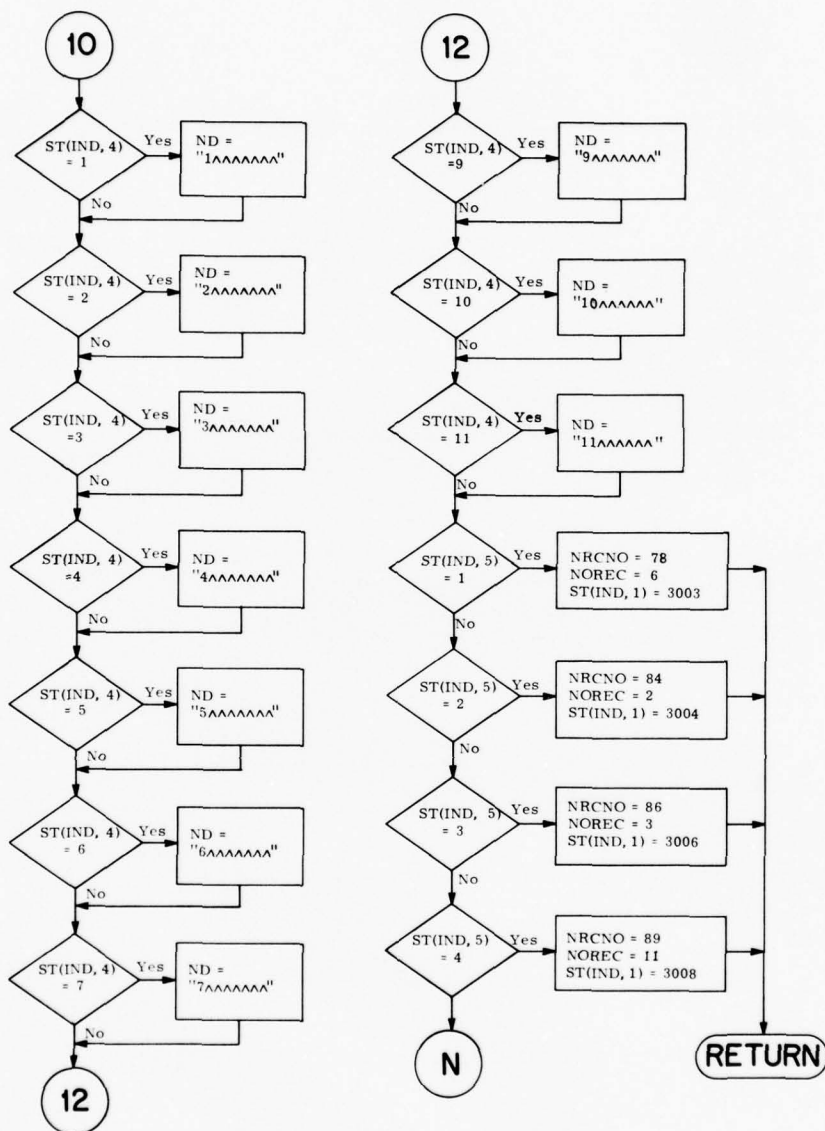 10
ST(IND, 4)
= 1
Yes
ND =
"1^^^^^^^"
No
ST(IND, 4)
= 2
Yes
ND =
"2^^^^^^^"
No
ST(IND, 4)
=3
Yes
ND =
"3^^^^^^^"
No
ST(IND, 4)
=4
Yes
ND =
"4^^^^^^^"
No
ST(IND, 4)
= 5
Yes
ND =
"5^^^^^^^"
No
ST(IND, 4)
= 6
Yes
ND =
"6^^^^^^^"
No
ST(IND, 4)
= 7
Yes
ND =
"7^^^^^^^"
No
12
12
ST(IND, 4)
=9
Yes
ND =
"9^^^^^^^"
No
ST(IND, 4)
= 10
Yes
ND =
"10^^^^^^"
No
ST(IND, 4)
= 11
Yes
ND =
"11^^^^^^"
No
ST(IND, 5)
= 1
Yes
NRCNO = 78
NOREC = 6
ST(IND, 1) = 3003
No
ST(IND, 5)
= 2
Yes
NRCNO = 84
NOREC = 2
ST(IND, 1) = 3004
No
ST(IND, 5)
= 3
Yes
NRCNO = 86
NOREC = 3
ST(IND, 1) = 3006
No
ST(IND, 5)
= 4
Yes
NRCNO = 89
NOREC = 11
ST(IND, 1) = 3008
N
RETURN